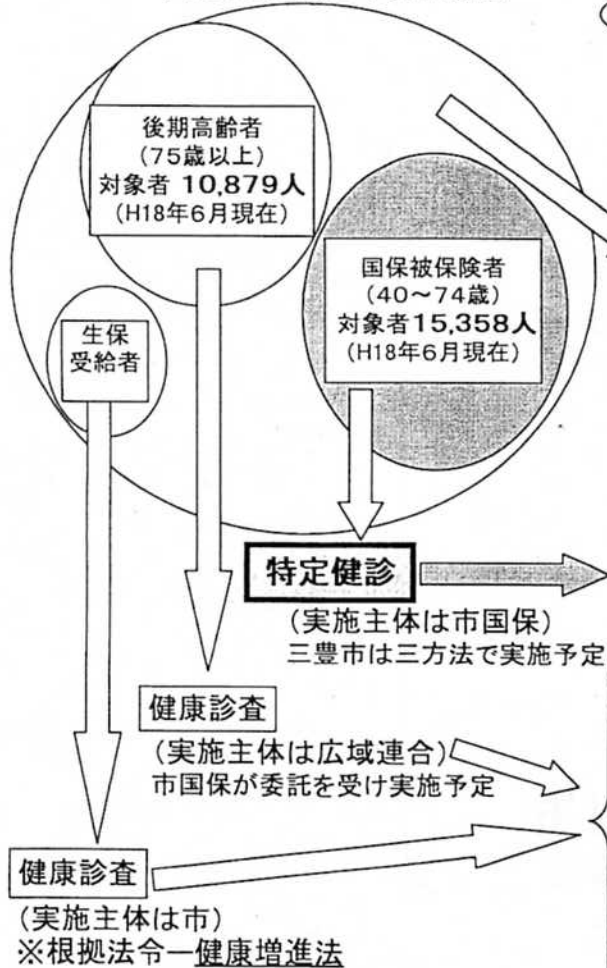 後期高齢者
(75歳以上)
対象者 10,879人
(H18年6月現在)
国保被保険者
(40～74歳)
対象者15,358人
(H18年6月現在)
生保
受給者
特定健診
(実施主体は市国保)
三豊市は三方法で実施予定
健康診査
(実施主体は広域連合)
市国保が委託を受け実施予定
健康診査
(実施主体は市)
※根拠法令―健康増進法